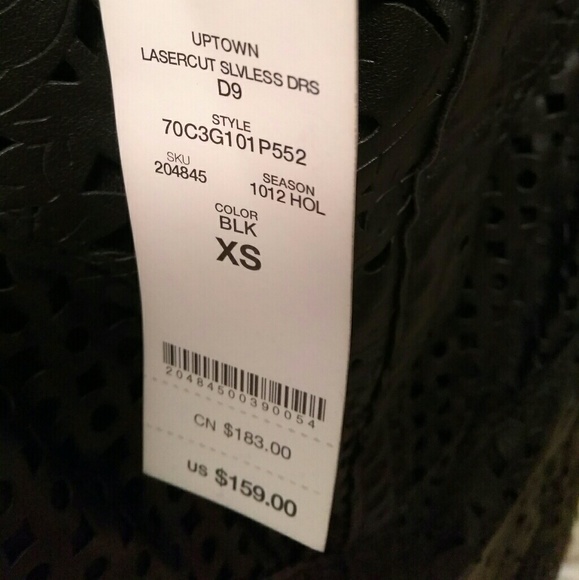 UPTOWN
LASERCUT SLVLESS DRS
D9
STYLE
70C3G101P552
SKU SEASON
204845 1012 HOL
COLOR
BLK
XS
20484500390054
CN $183.00
US $159.00